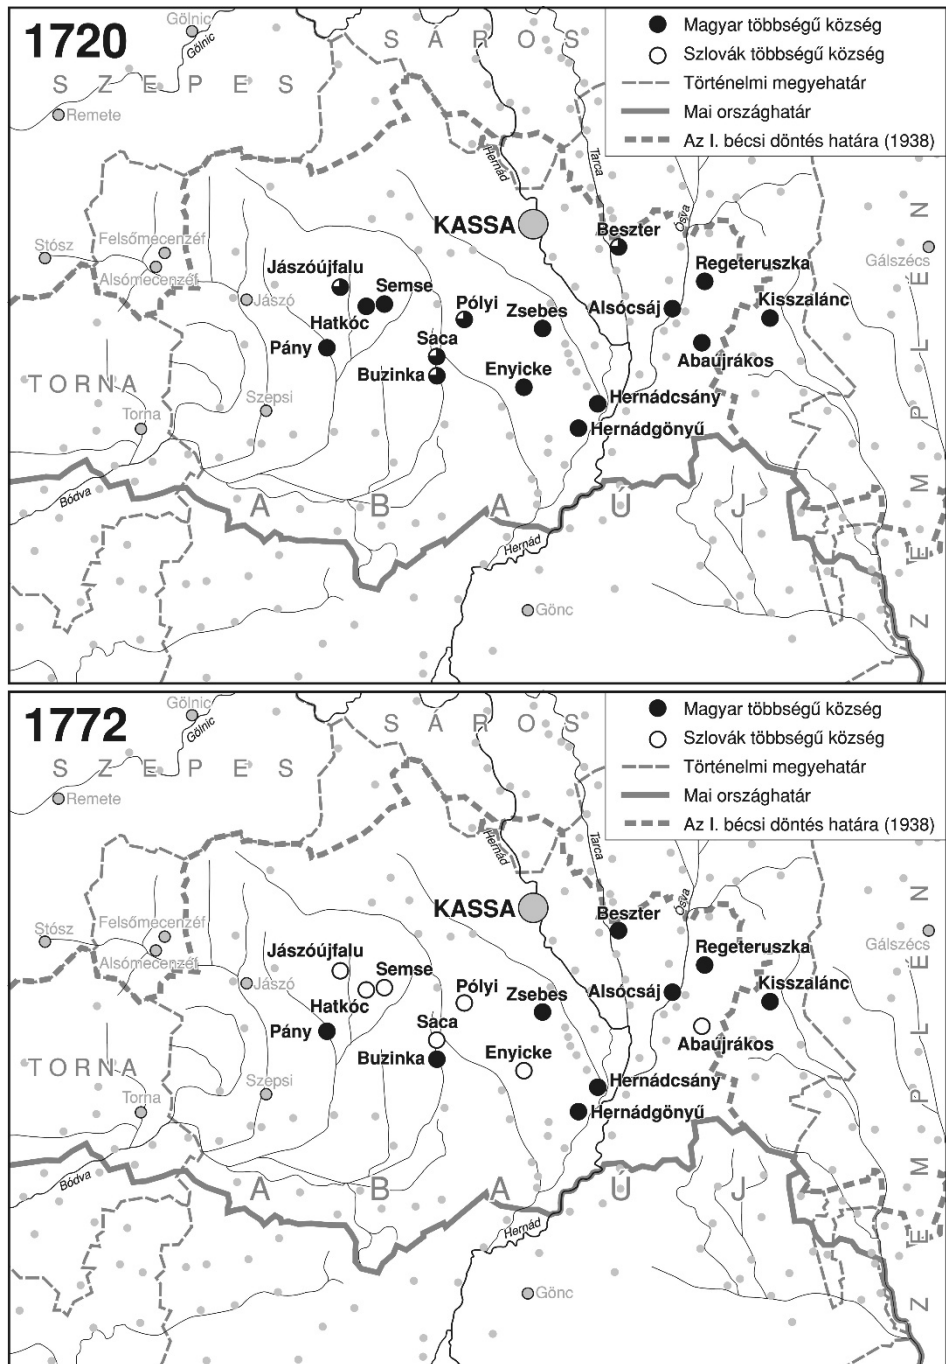 1720
Gölnic
Gölnic
S Á R O S
S Z E P E S
Remete
Magyar többségű község
Szlovák többségű község
Történelmi megyehatár
Mai országhatár
Az I. bécsi döntés határa (1938)
Hernád
Tarca
Ósva
KASSA
Beszter
Stósz
Felsőmecenzéf
Alsómecenzéf
Jászóújfalu
Semse
Jászó
Hatkóc
Pólyi
Zsebes
Alsócsáj
Regeteruszka
Kisszalánc
Gálszécs
Pány
Saca
Buzinka
Enyicke
Abaújrákos
TORNA
Torna
Szepsi
Hernádcsány
Hernádgönyű
Bódva
A B A Ú J
Hernád
Gönc
Z E M P L É N
1772
Gölnic
Gölnic
S Á R O S
S Z E P E S
Remete
Magyar többségű község
Szlovák többségű község
Történelmi megyehatár
Mai országhatár
Az I. bécsi döntés határa (1938)
Hernád
Tarca
Ósva
KASSA
Beszter
Stósz
Felsőmecenzéf
Alsómecenzéf
Jászóújfalu
Semse
Jászó
Hatkóc
Pólyi
Zsebes
Alsócsáj
Regeteruszka
Kisszalánc
Gálszécs
Pány
Saca
Buzinka
Enyicke
Abaújrákos
TORNA
Torna
Szepsi
Hernádcsány
Hernádgönyű
Bódva
A B A Ú J
Hernád
Gönc
Z E M P L É N